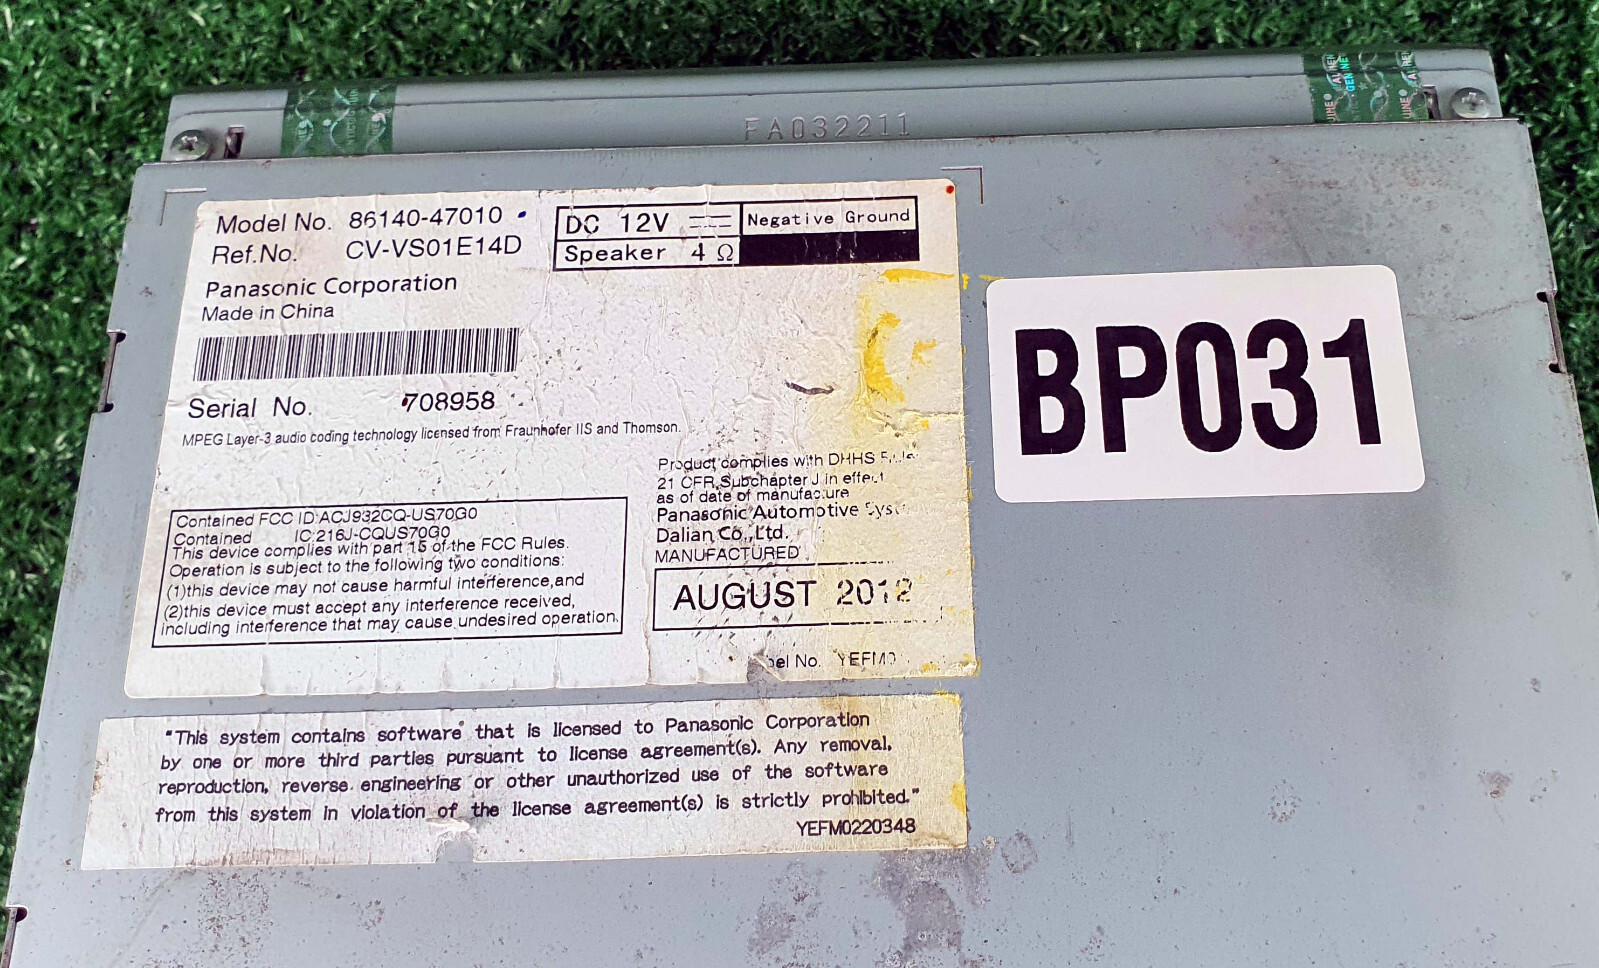 FA032211
Model No. 86140-47010
Ref.No. CV-VS01E14D
DC 12V
Negative Ground
Speaker 4 Ω
Panasonic Corporation
Made in China
BP031
Serial No. 708958
MPEG Layer-3 audio coding technology licensed from Fraunhofer IIS and Thomson.
Product complies with DHHS
21 CFR,Subchapter J in effect
as of date of manufacture
Panasonic Automotive
Dalian Co.,Ltd.
MANUFACTURED
AUGUST 2012
Contained FCC ID:ACJ932CQ-US70G0
Contained IC:216J-CQUS70G0
This device complies with part 15 of the FCC Rules.
Operation is subject to the following two conditions:
(1)this device may not cause harmful interference,and
(2)this device must accept any interference received,
including interference that may cause undesired operation.
No.
"This system contains software that is licensed to Panasonic Corporation
by one or more third parties pursuant to license agreement(s). Any removal,
reproduction, reverse engineering or other unauthorized use of the software
from this system in violation of the license agreement(s) is strictly prohibited."
YEFM0220348